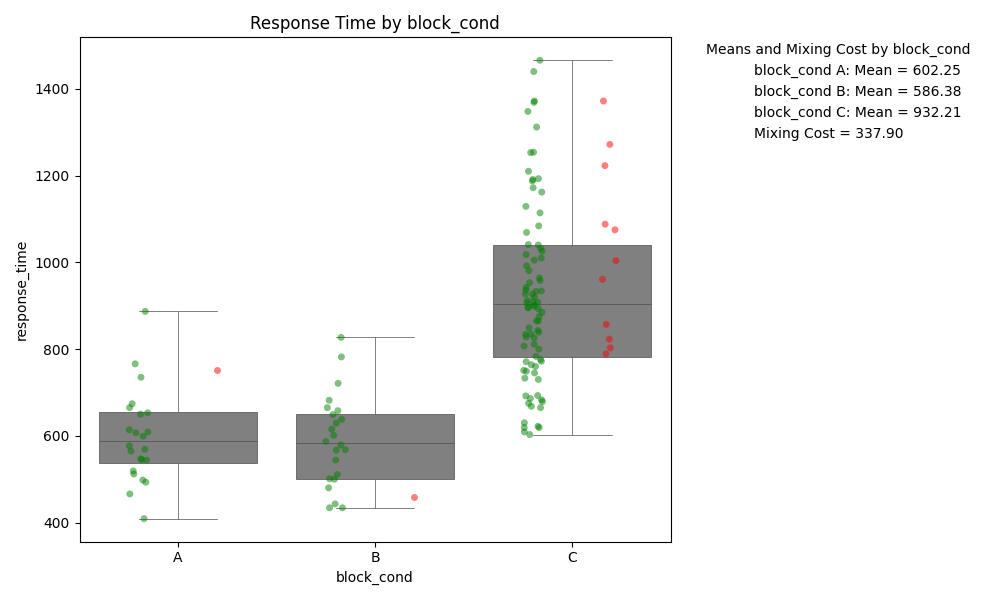 Response Time by block_cond
Means and Mixing Cost by block_cond
block_cond A: Mean = 602.25
block_cond B: Mean = 586.38
block_cond C: Mean = 932.21
Mixing Cost = 337.90
response_time
1400
1200
1000
800
600
400
A
B
C
block_cond